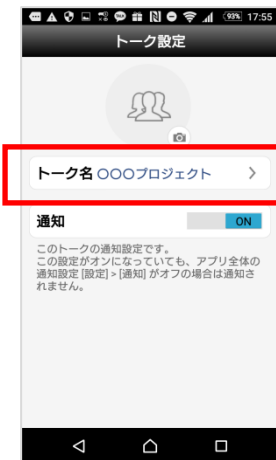 93% 17:55
トーク設定
トーク名 〇〇〇プロジェクト
通知 ON
このトークの通知設定です。
この設定がオンになっていても、アプリ全体の
通知設定 [設定] > [通知] がオフの場合は通知さ
れません。